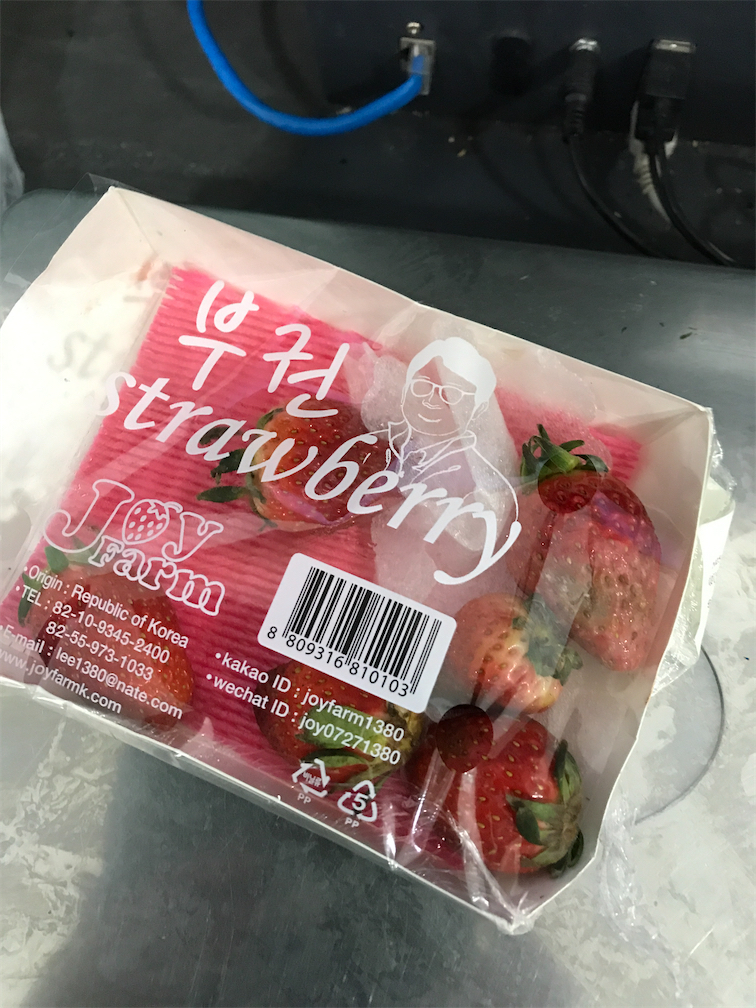 부권
strawberry
Joy
Farm
•Origin : Republic of Korea
•TEL : 82-10-9345-2400
82-55-973-1033
E-mail : lee1380@nate.com
www.joyfarmk.com
8 809316 810103
•kakao ID : joyfarm1380
•wechat ID : joy07271380
PP
5
PP